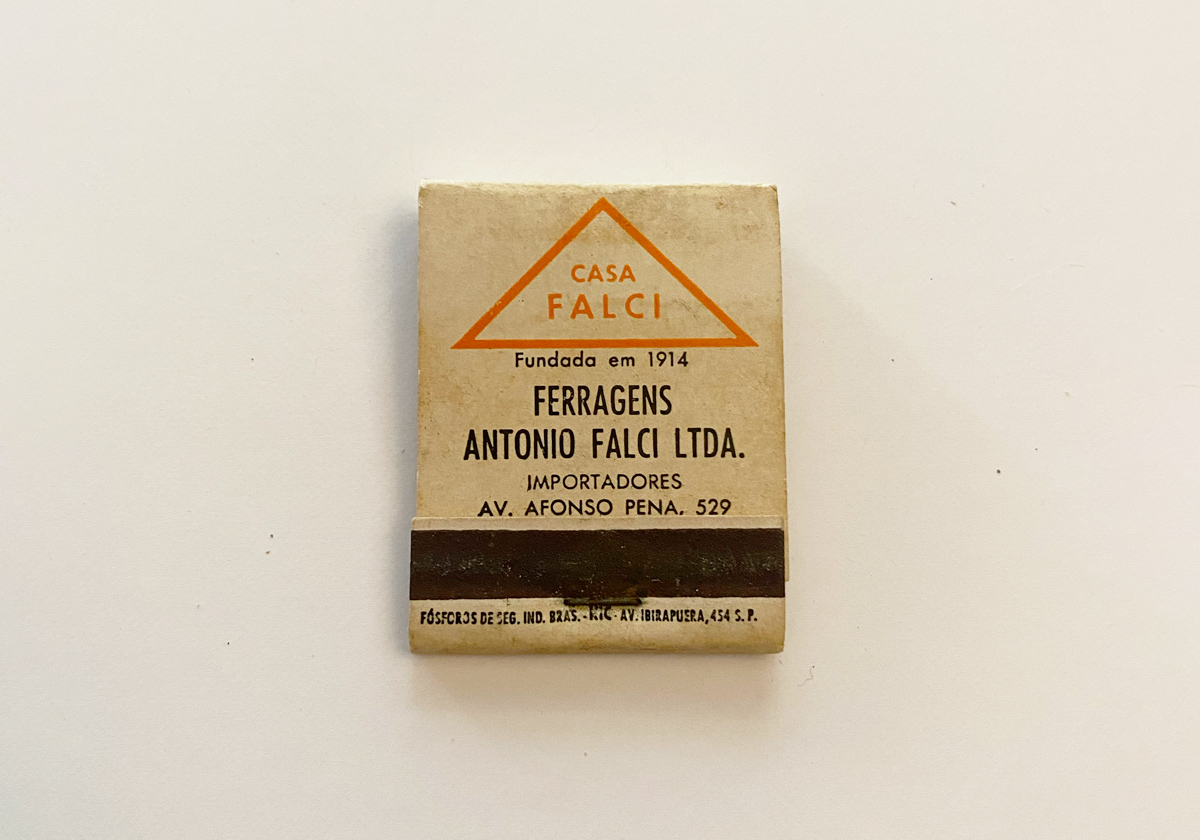 CASA
FALCI
Fundada em 1914
FERRAGENS
ANTONIO FALCI LTDA.
IMPORTADORES
AV. AFONSO PENA, 529
FÓSFOROS DE SEG. IND. BRAS. - RIC - AV. IBIRAPUERA, 454 S. P.